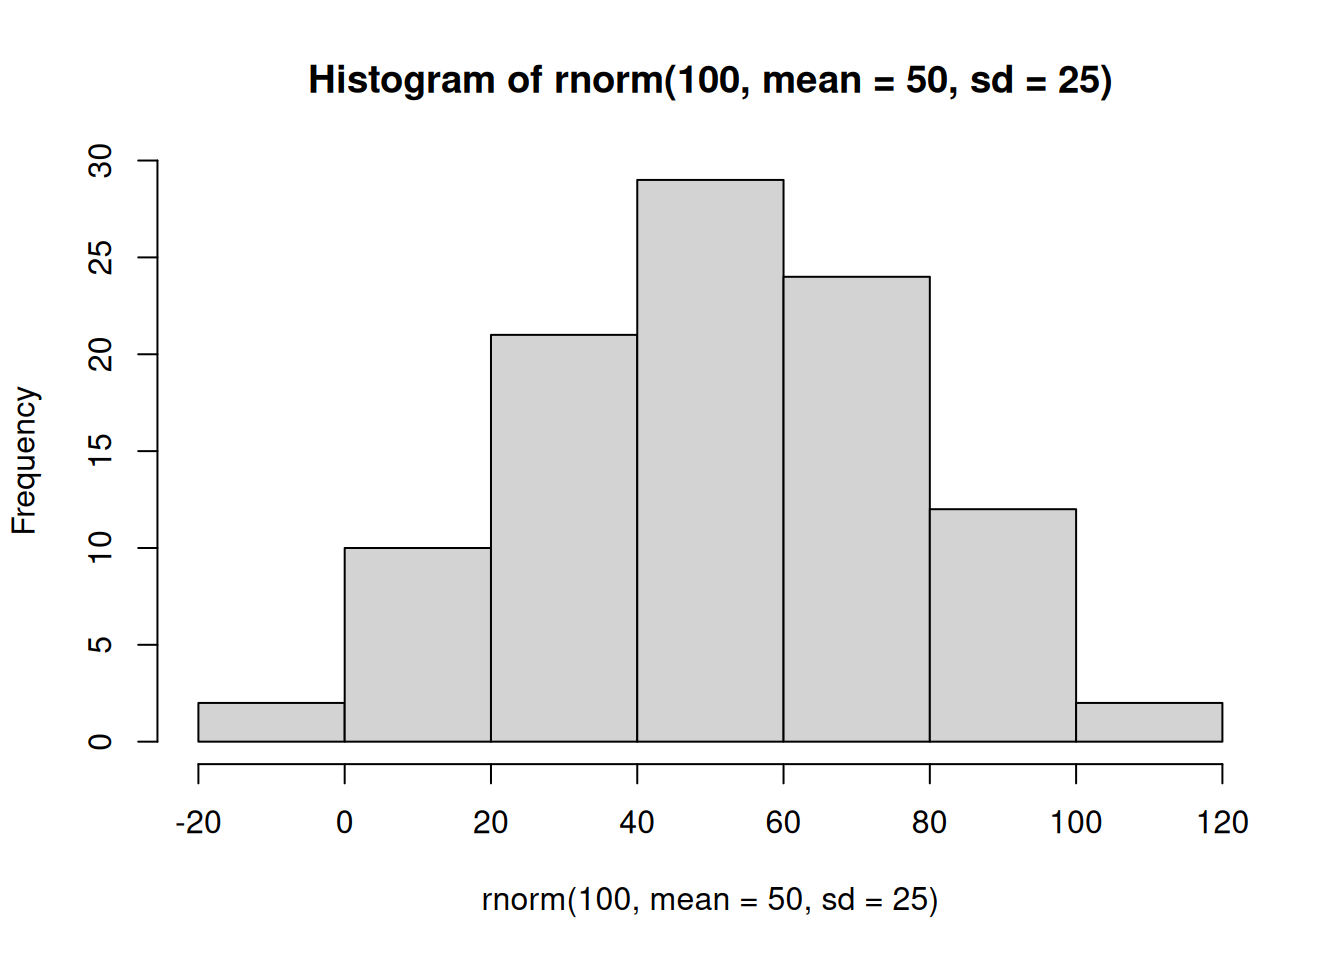 Histogram of rnorm(100, mean = 50, sd = 25)
Frequency
30
25
20
15
10
5
0
-20 0 20 40 60 80 100 120
rnorm(100, mean = 50, sd = 25)